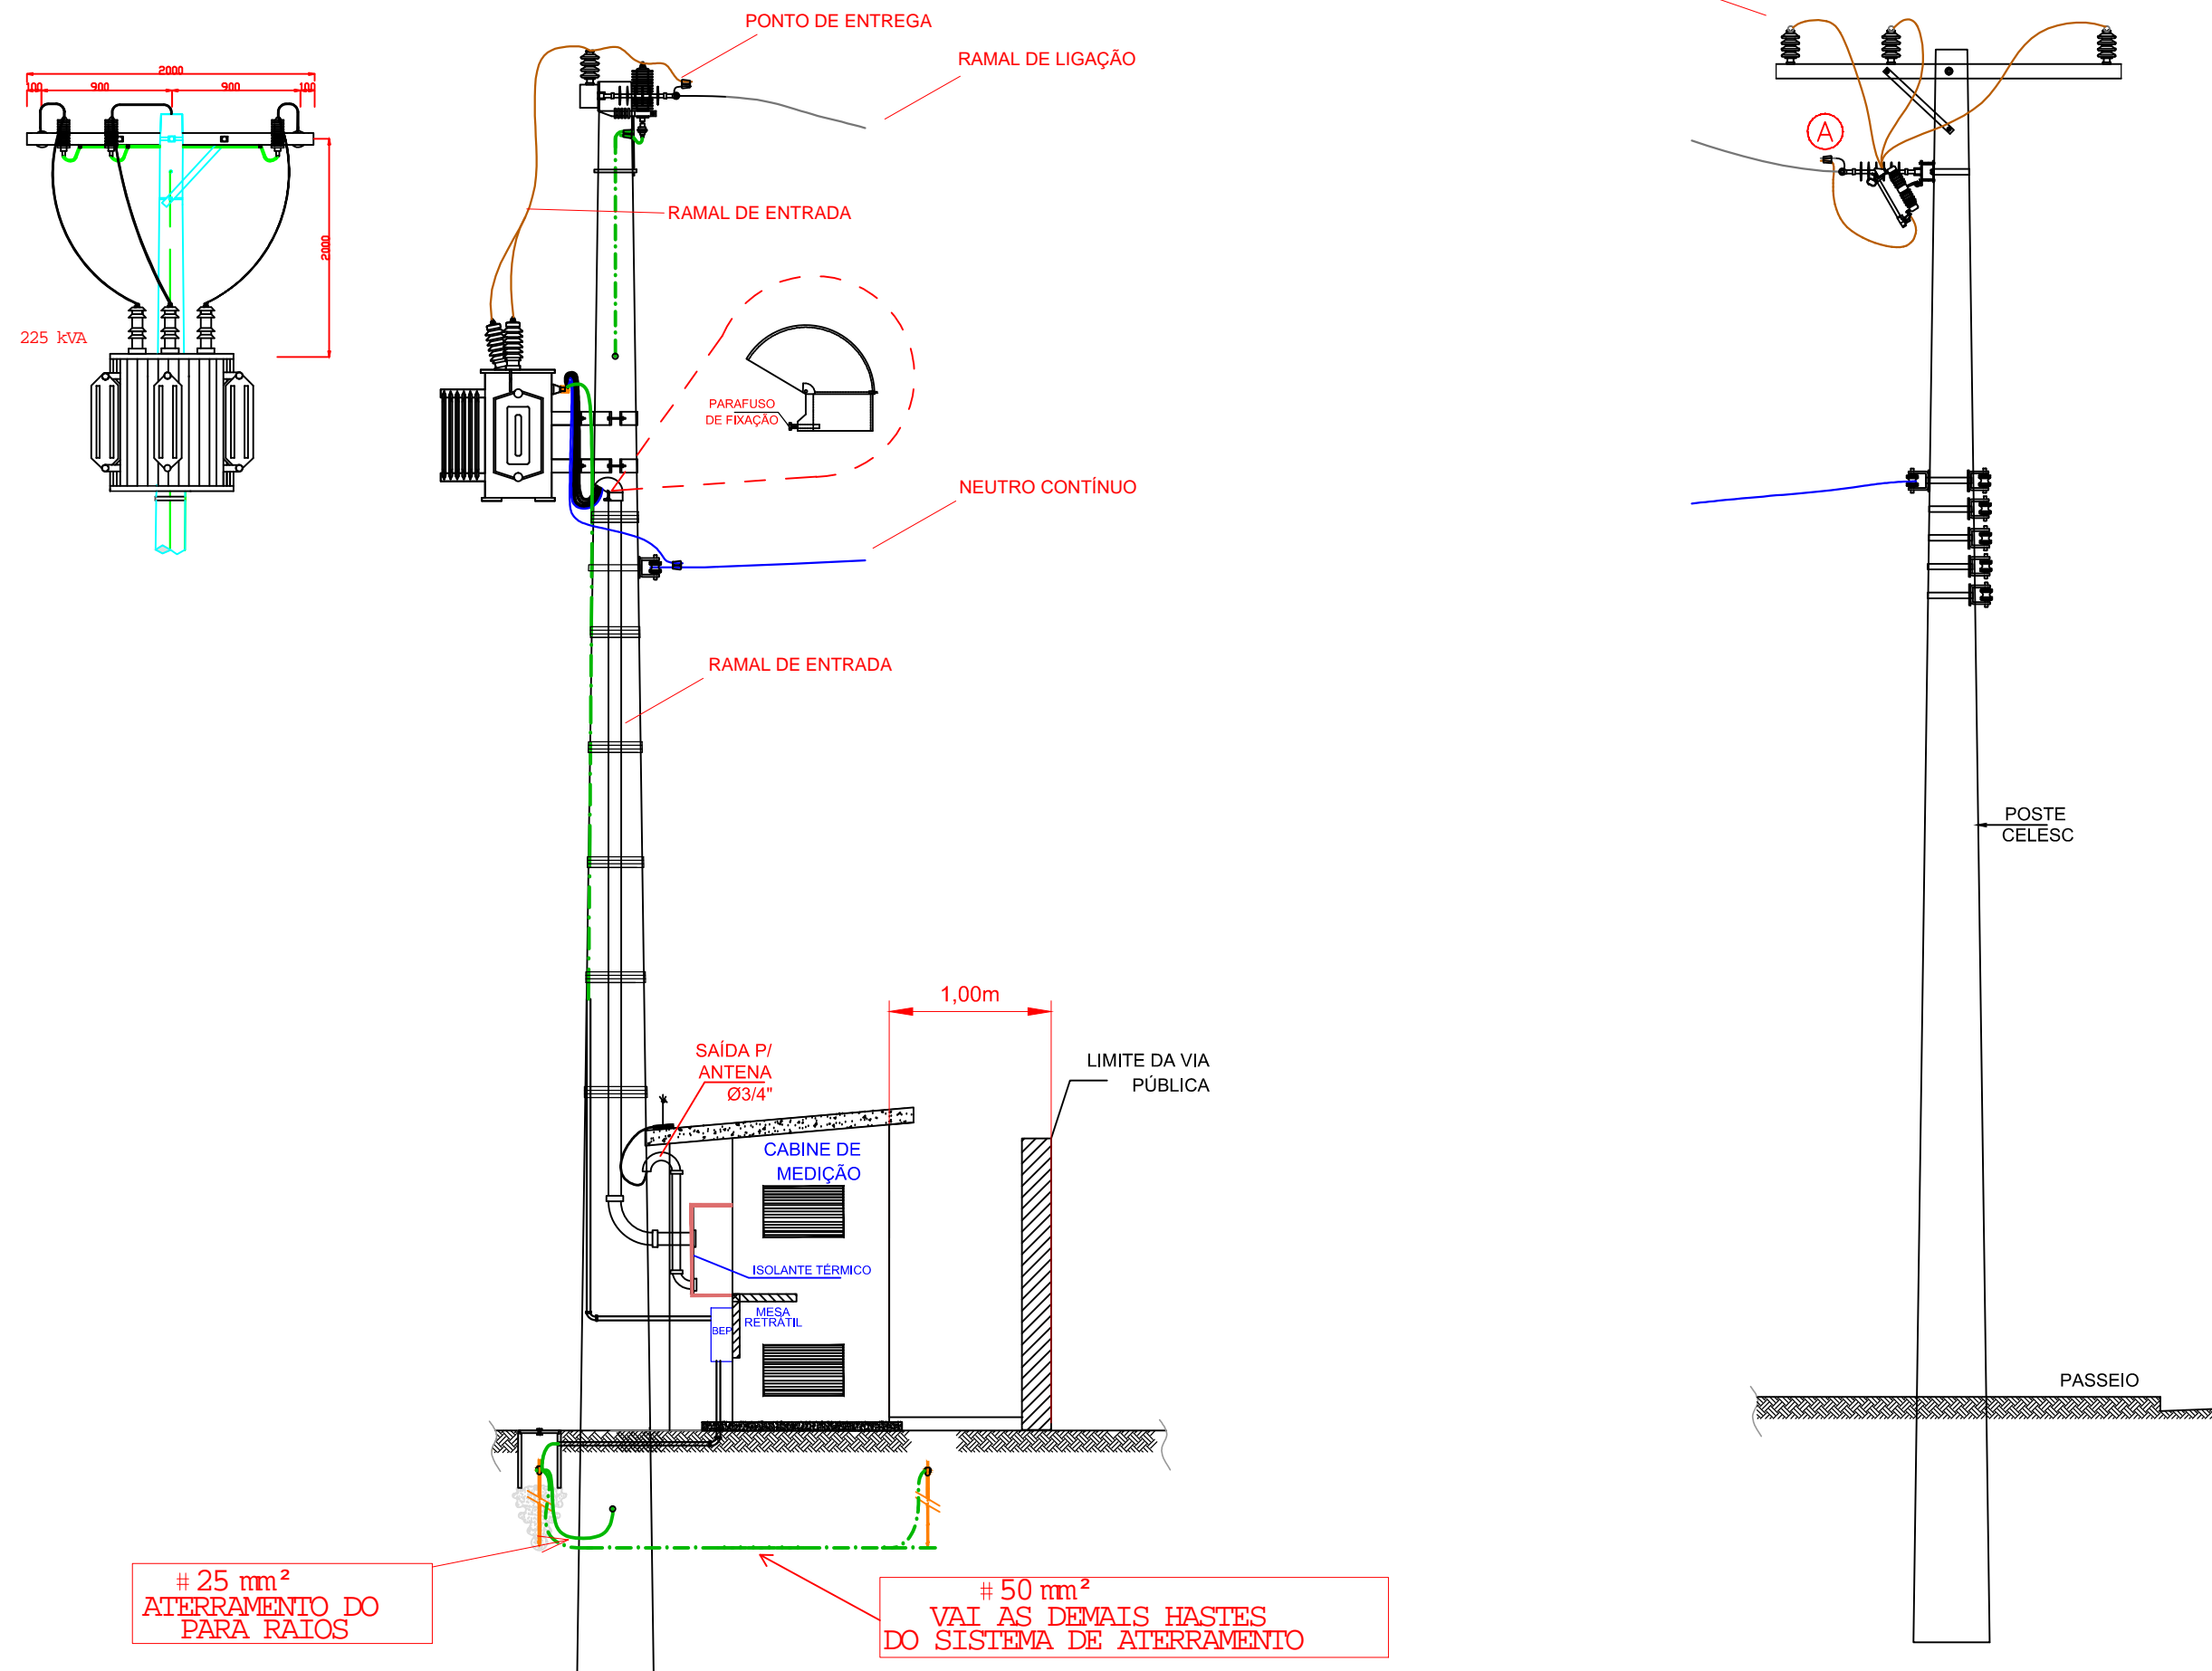 PONTO DE ENTREGA
RAMAL DE LIGAÇÃO
2000
100
900
900
100
A
RAMAL DE ENTRADA
2000
225 kVA
PARAFUSO
DE FIXAÇÃO
NEUTRO CONTÍNUO
RAMAL DE ENTRADA
POSTE
CELESC
1,00m
SAÍDA P/
ANTENA
Ø3/4"
LIMITE DA VIA
PÚBLICA
CABINE DE
MEDIÇÃO
ISOLANTE TÉRMICO
MESA
RETRÁTIL
BEP
PASSEIO
# 25 mm²
ATERRAMENTO DO
PARA RAIOS
# 50 mm²
VAI AS DEMAIS HASTES
DO SISTEMA DE ATERRAMENTO